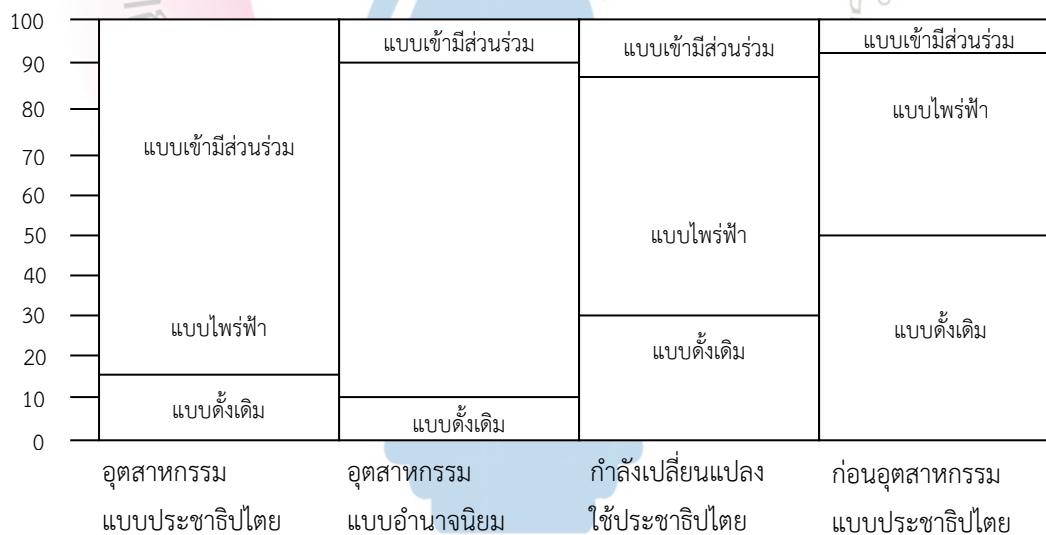 100
90
80
70
60
50
40
30
20
10
0
แบบเข้ามีส่วนร่วม
แบบไพร่ฟ้า
แบบดั้งเดิม
แบบเข้ามีส่วนร่วม
แบบดั้งเดิม
แบบเข้ามีส่วนร่วม
แบบไพร่ฟ้า
แบบดั้งเดิม
แบบเข้ามีส่วนร่วม
แบบไพร่ฟ้า
แบบดั้งเดิม
อุตสาหกรรม
แบบประชาธิปไตย
อุตสาหกรรม
แบบอำนาจนิยม
กำลังเปลี่ยนแปลง
ใช้ประชาธิปไตย
ก่อนอุตสาหกรรม
แบบประชาธิปไตย